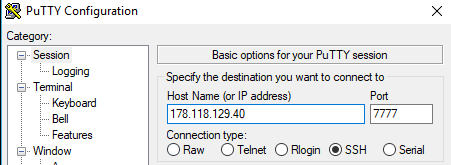 PuTTY Configuration
Category:
Session
Logging
Terminal
Keyboard
Bell
Features
Window
Basic options for your PuTTY session
Specify the destination you want to connect to
Host Name (or IP address) Port
178.118.129.40 7777
Connection type:
Raw Telnet Rlogin SSH Serial